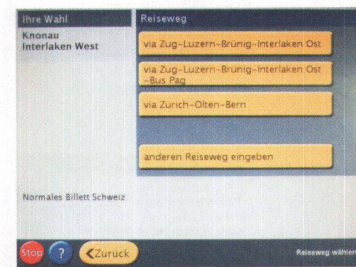 Ihre Wahl
Knonau
Interlaken West
Reiseweg
via Zug-Luzern-Brünig-Interlaken Ost
via Zug-Luzern-Brünig-Interlaken Ost
-Bus Pag
via Zürich-Olten-Bern
anderen Reiseweg eingeben
Normales Billett Schweiz
Stop
?
Zurück
Reiseweg wählen